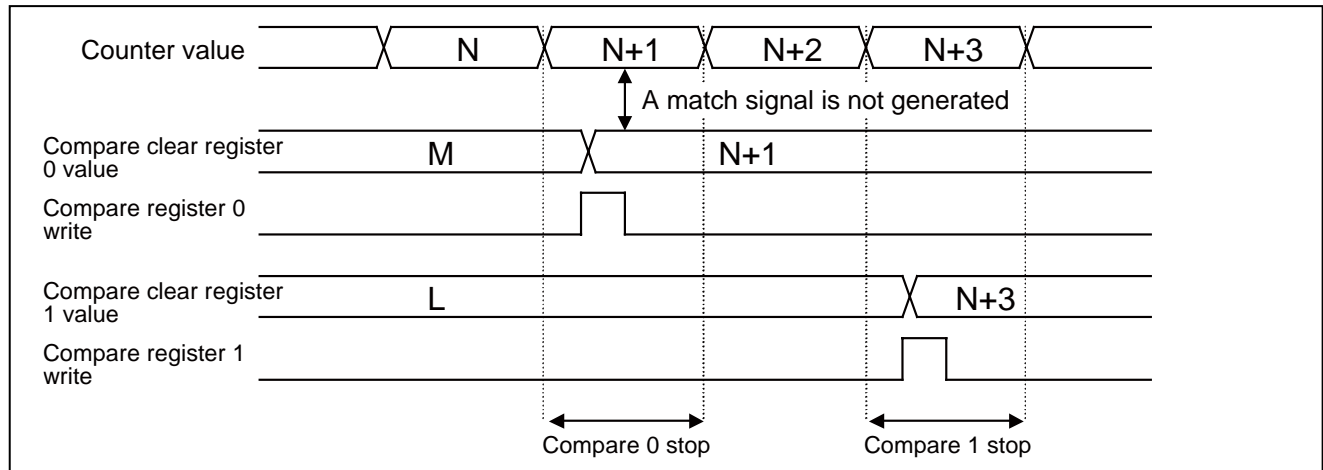 Counter value N N+1 N+2 N+3
A match signal is not generated
Compare clear register
0 value
M N+1
Compare register 0
write
Compare clear register
1 value
L N+3
Compare register 1
write
Compare 0 stop Compare 1 stop